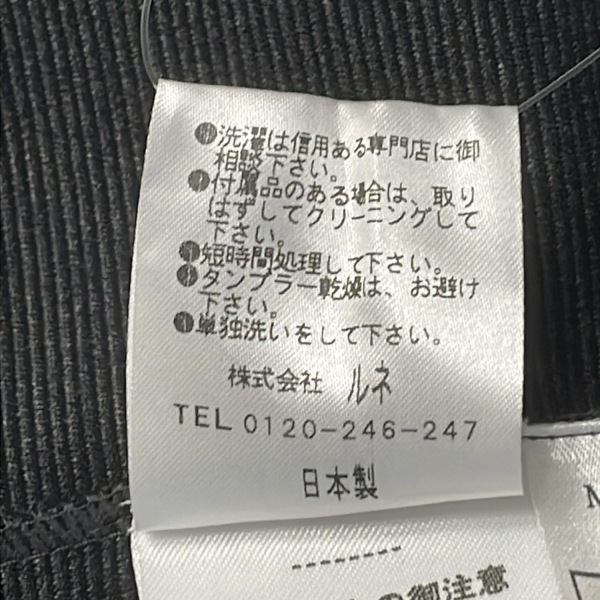 ●洗濯は信用ある専門店に御
相談下さい。
●付属品のある場合は、取り
はずしてクリーニングして
下さい。
●短時間処理して下さい。
●タンブラー乾燥は、お避け
下さい。
●単独洗いをして下さい。
株式会社 ルネ
TEL 0120-246-247
日本製
--------
の御注意